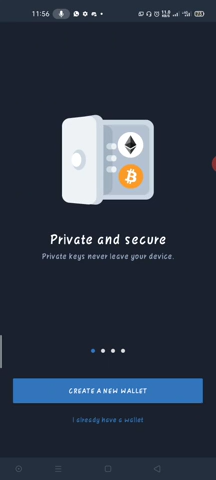 11:56
Private and secure
Private keys never leave your device.
CREATE A NEW WALLET
I already have a wallet